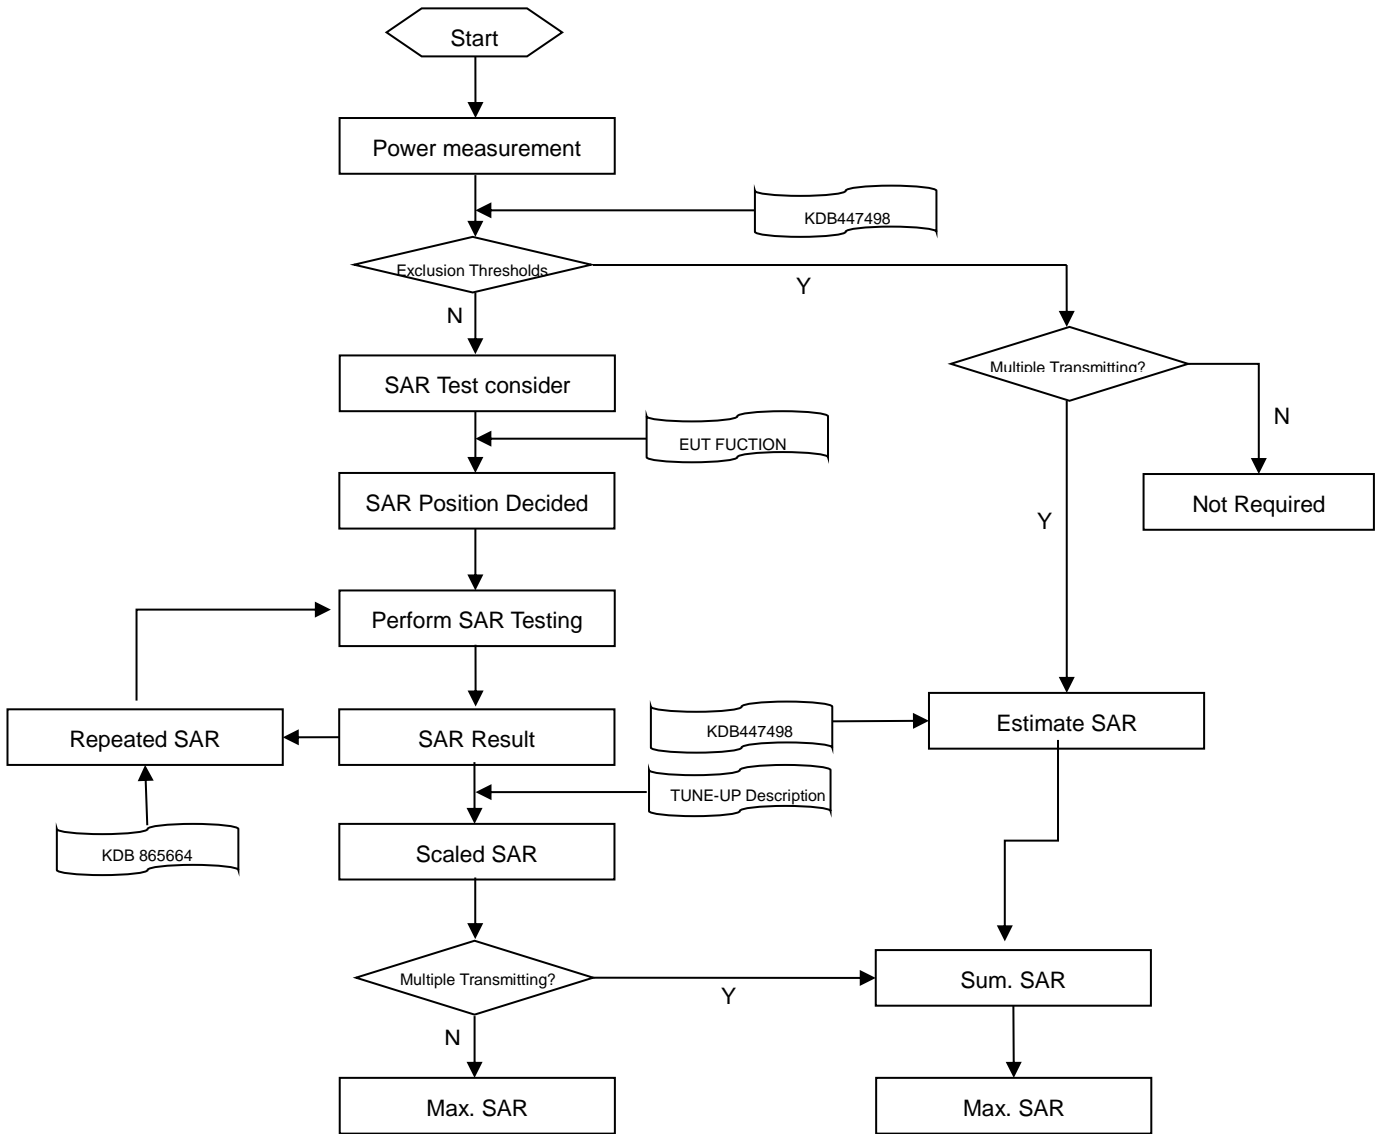 Start
Power measurement
KDB447498
Exclusion Thresholds
Y
N
Multiple Transmitting?
SAR Test consider
N
EUT FUCTION
SAR Position Decided
Not Required
Y
Perform SAR Testing
Repeated SAR
SAR Result
KDB447498
Estimate SAR
TUNE-UP Description
KDB 865664
Scaled SAR
Multiple Transmitting?
Y
Sum. SAR
N
Max. SAR
Max. SAR